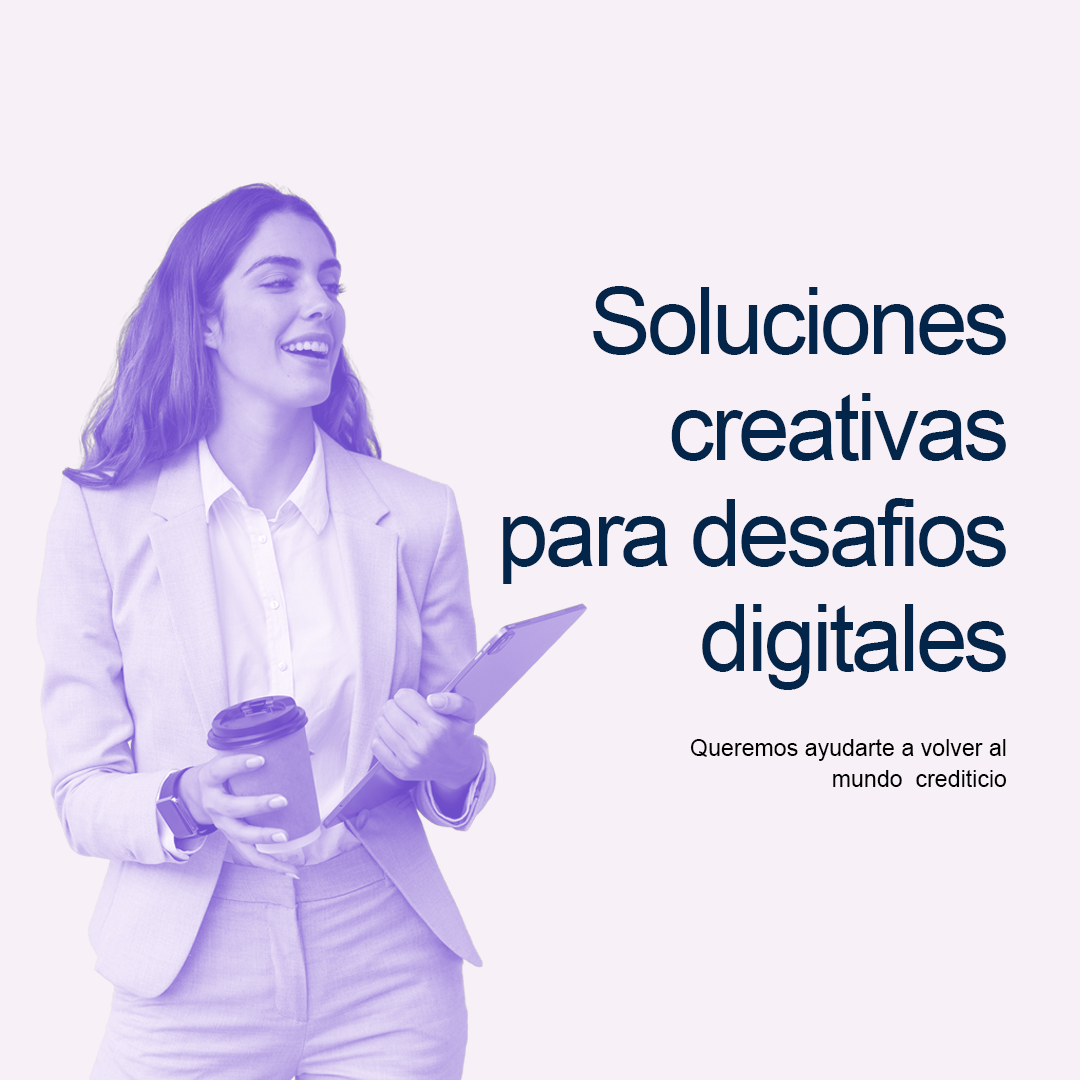 Soluciones
creativas
para desafios
digitales
Queremos ayudarte a volver al
mundo  crediticio